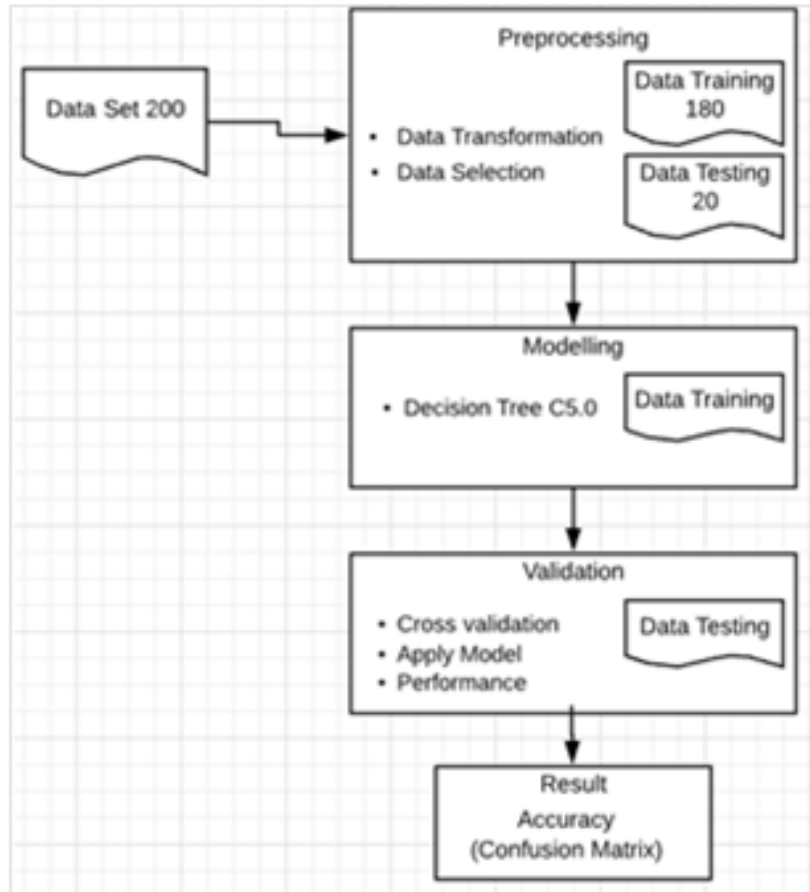 Data Set 200
Preprocessing
• Data Transformation
• Data Selection
Data Training
180
Data Testing
20
Modelling
• Decision Tree C5.0
Data Training
Validation
• Cross validation
• Apply Model
• Performance
Data Testing
Result
Accuracy
(Confusion Matrix)